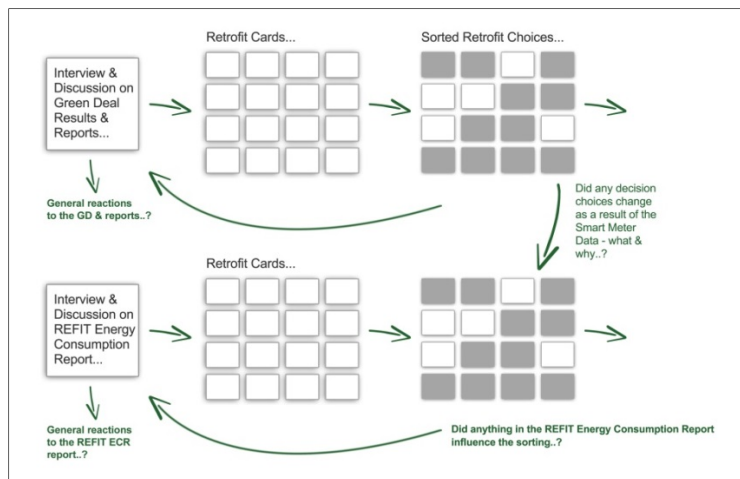 Retrofit Cards...
Sorted Retrofit Choices...
Interview &
Discussion on
Green Deal
Results &
Reports...
General reactions
to the GD & reports..?
Did any decision
choices change
as a result of the
Smart Meter
Data - what &
why..?
Retrofit Cards...
Interview &
Discussion on
REFIT Energy
Consumption
Report...
General reactions
to the REFIT ECR
report..?
Did anything in the REFIT Energy Consumption Report
influence the sorting..?